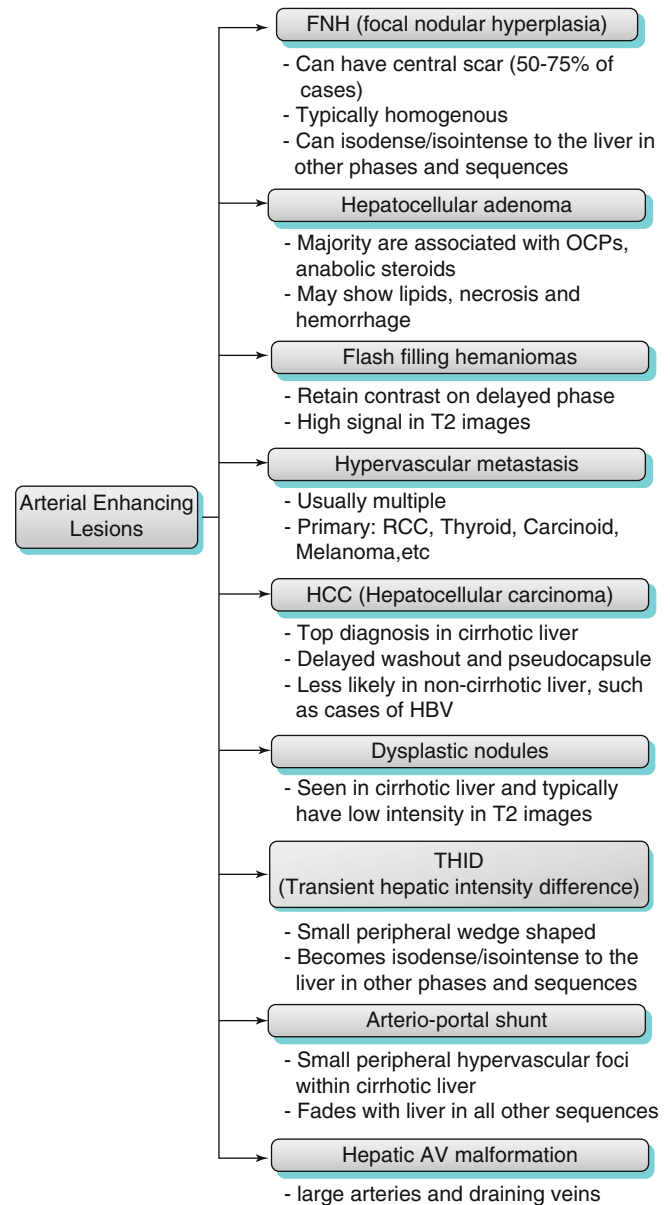 FNH (focal nodular hyperplasia)
- Can have central scar (50-75% of
cases)
- Typically homogenous
- Can isodense/isointense to the liver in
other phases and sequences
Hepatocellular adenoma
- Majority are associated with OCPs,
anabolic steroids
- May show lipids, necrosis and
hemorrhage
Flash filling hemaniomas
- Retain contrast on delayed phase
- High signal in T2 images
Hypervascular metastasis
- Usually multiple
- Primary: RCC, Thyroid, Carcinoid,
Melanoma,etc
Arterial Enhancing
Lesions
HCC (Hepatocellular carcinoma)
- Top diagnosis in cirrhotic liver
- Delayed washout and pseudocapsule
- Less likely in non-cirrhotic liver, such
as cases of HBV
Dysplastic nodules
- Seen in cirrhotic liver and typically
have low intensity in T2 images
THID
(Transient hepatic intensity difference)
- Small peripheral wedge shaped
- Becomes isodense/isointense to the
liver in other phases and sequences
Arterio-portal shunt
- Small peripheral hypervascular foci
within cirrhotic liver
- Fades with liver in all other sequences
Hepatic AV malformation
- large arteries and draining veins